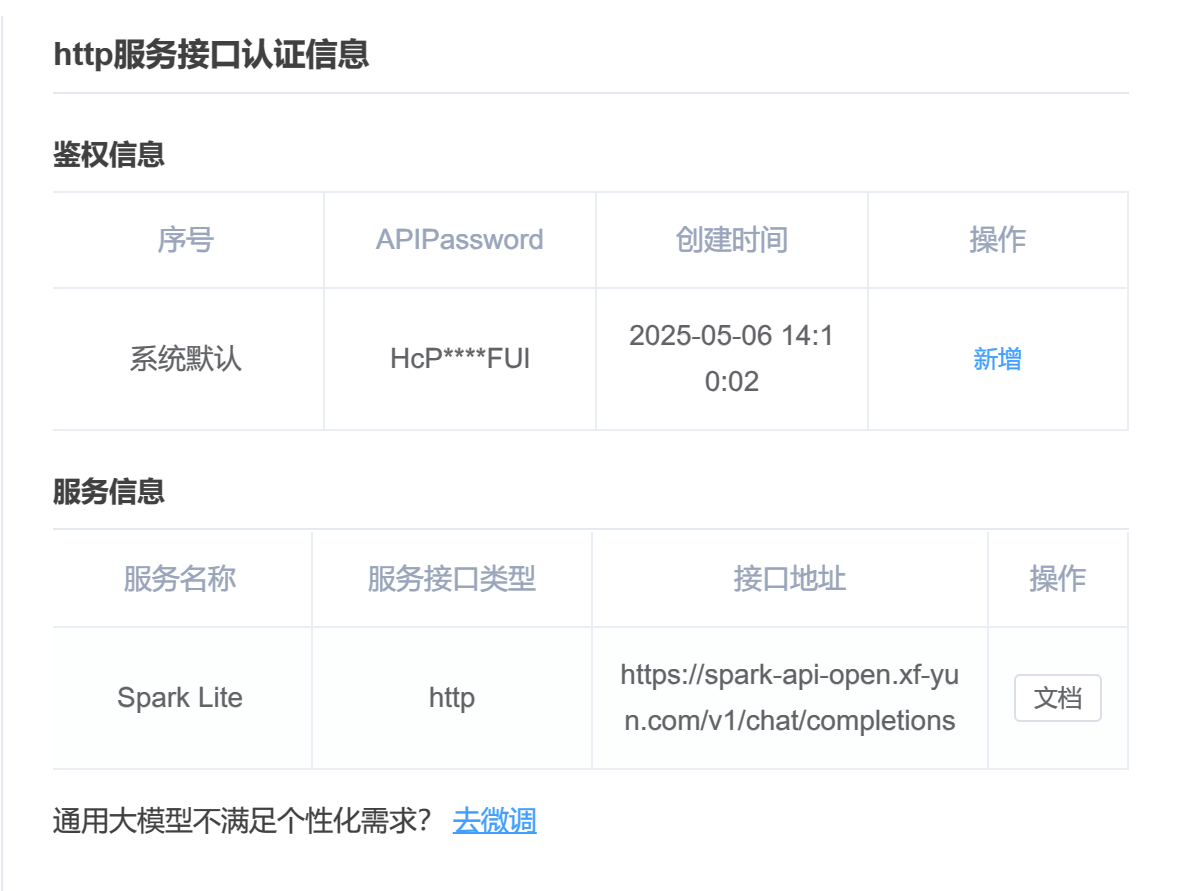 http服务接口认证信息
鉴权信息
序号 APIPassword 创建时间 操作
系统默认 HcP****FUI 2025-05-06 14:1
0:02 新增
服务信息
服务名称 服务接口类型 接口地址 操作
Spark Lite http https://spark-api-open.xf-yu
n.com/v1/chat/completions 文档
通用大模型不满足个性化需求? 去微调